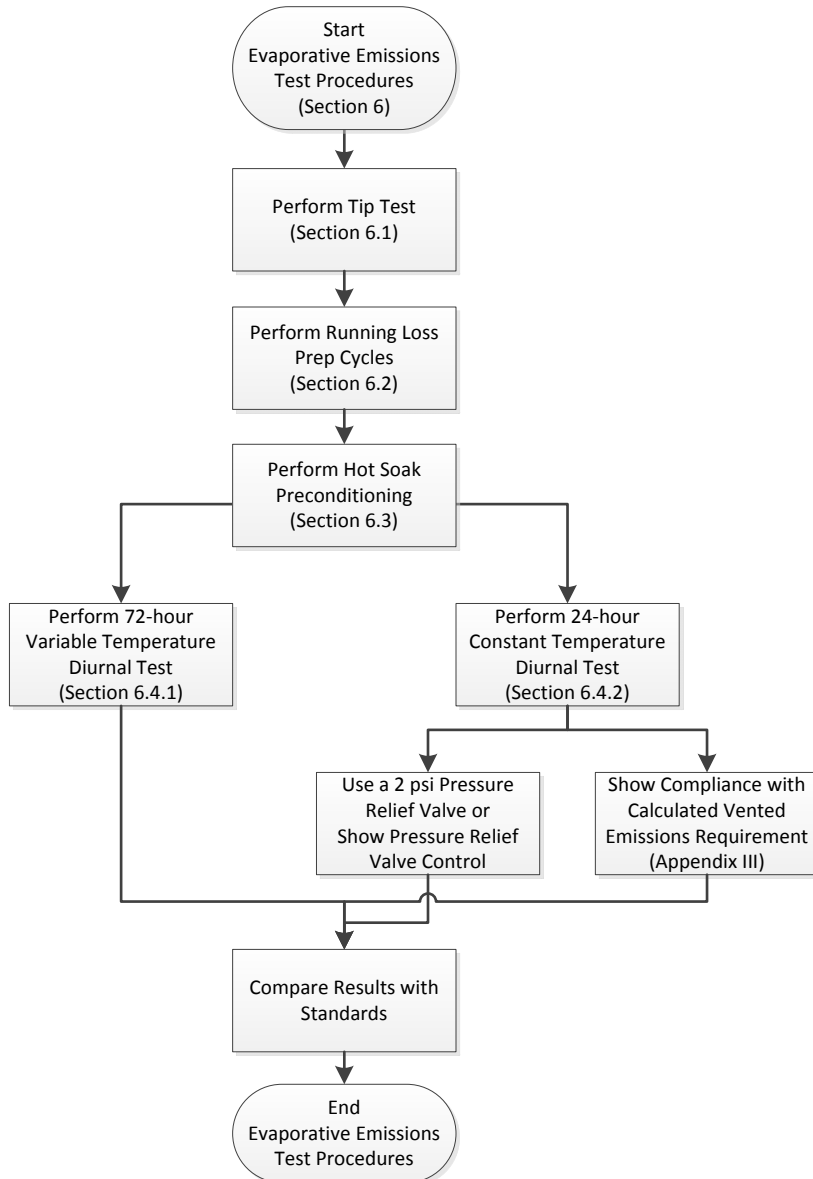 Start
Evaporative Emissions
Test Procedures
(Section 6)
Perform Tip Test
(Section 6.1)
Perform Running Loss
Prep Cycles
(Section 6.2)
Perform Hot Soak
Preconditioning
(Section 6.3)
Perform 72-hour
Variable Temperature
Diurnal Test
(Section 6.4.1)
Perform 24-hour
Constant Temperature
Diurnal Test
(Section 6.4.2)
Use a 2 psi Pressure
Relief Valve or
Show Pressure Relief
Valve Control
Show Compliance with
Calculated Vented
Emissions Requirement
(Appendix III)
Compare Results with
Standards
End
Evaporative Emissions
Test Procedures